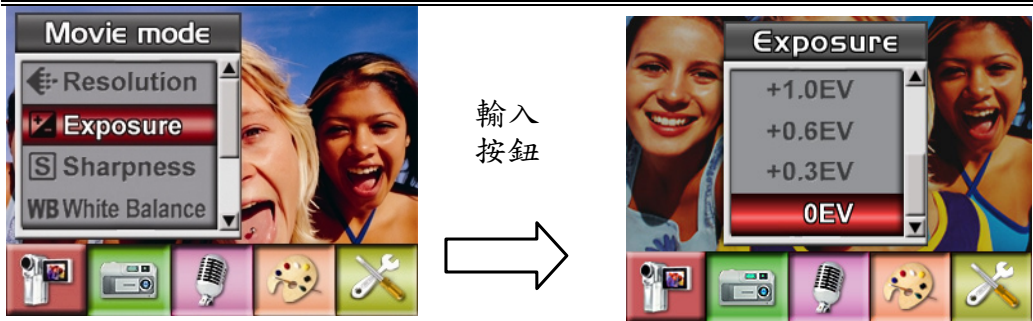 Movie mode
Resolution
Exposure
S Sharpness
WB White Balance
輸入
按鈕
Exposure
+1.0EV
+0.6EV
+0.3EV
0EV